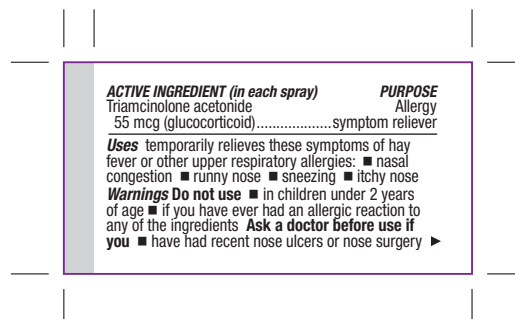 ACTIVE INGREDIENT (in each spray) PURPOSE
Triamcinolone acetonide Allergy
55 mcg (glucocorticoid)...................symptom reliever
Uses temporarily relieves these symptoms of hay
fever or other upper respiratory allergies: ■ nasal
congestion ■ runny nose ■ sneezing ■ itchy nose
Warnings Do not use ■ in children under 2 years
of age ■ if you have ever had an allergic reaction to
any of the ingredients Ask a doctor before use if
you ■ have had recent nose ulcers or nose surgery ►